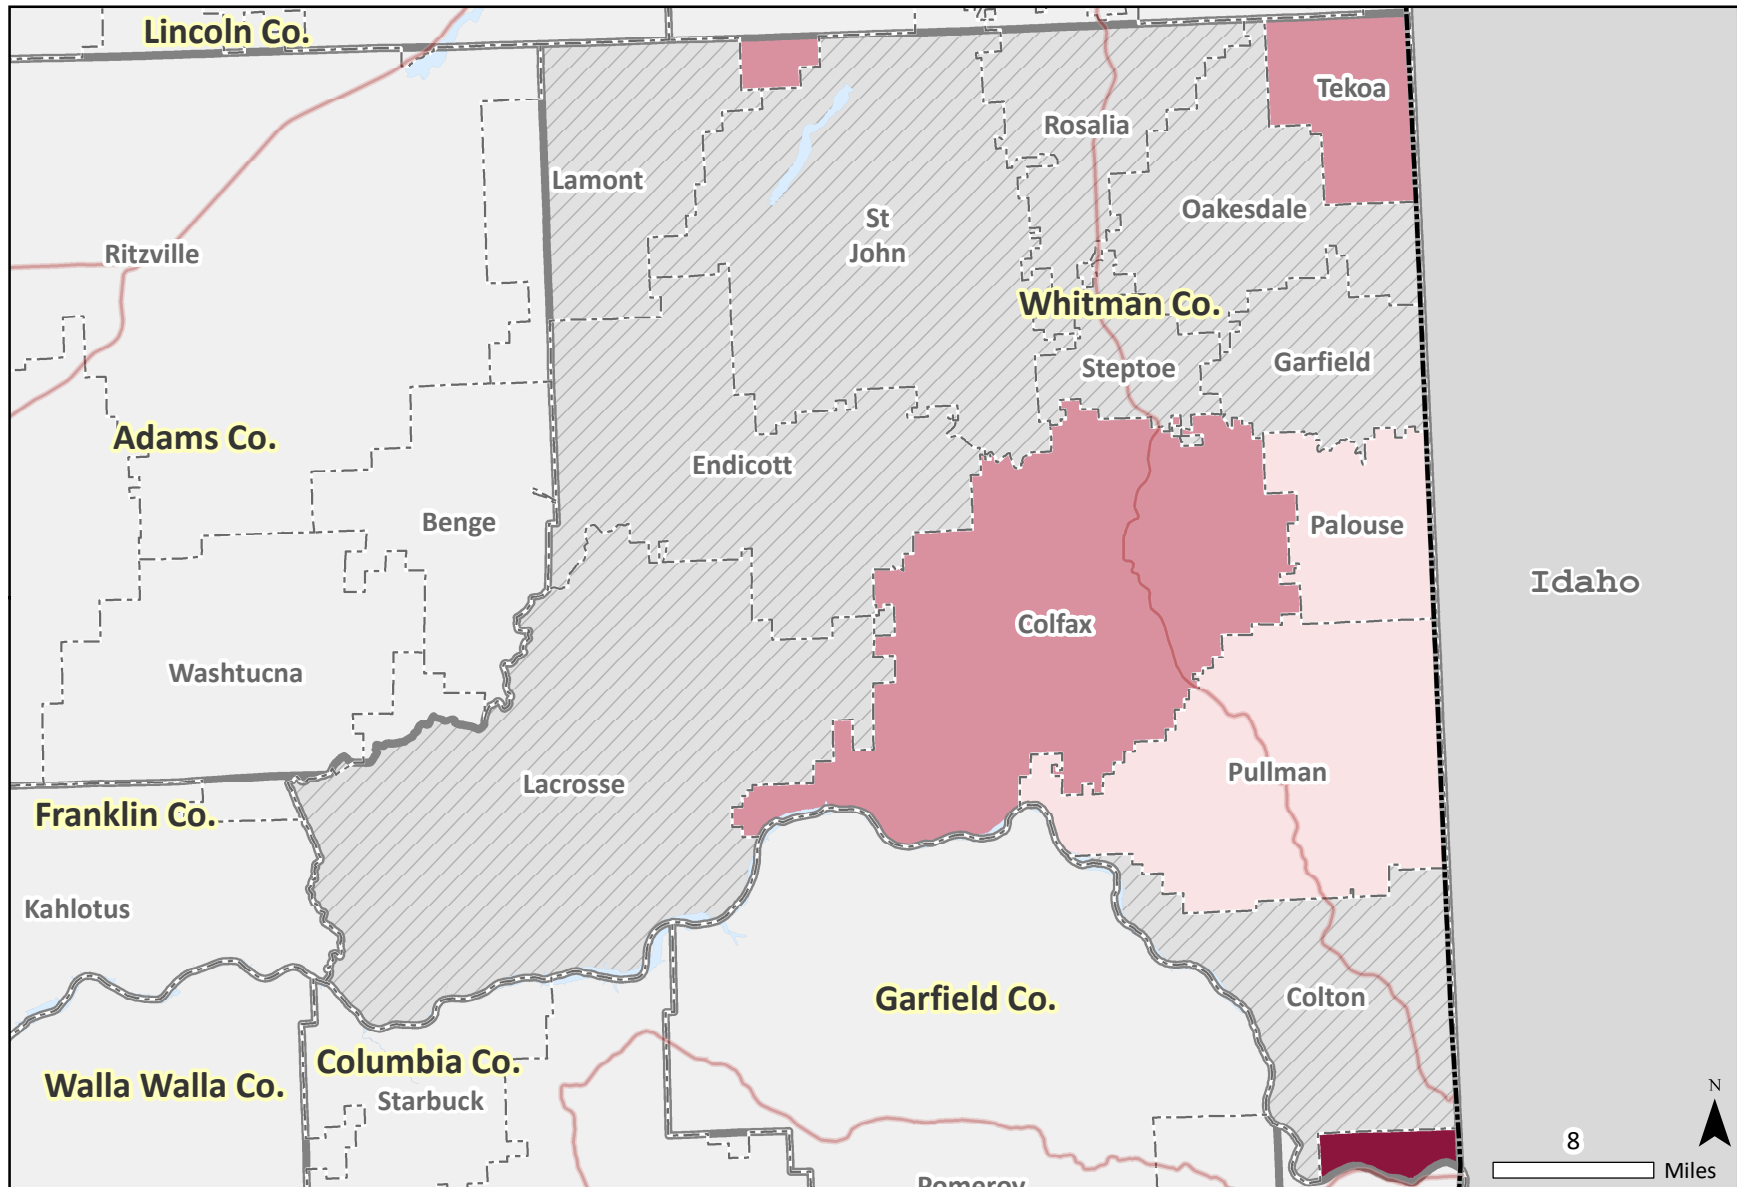 Lincoln Co.
Tekoa
Rosalia
Lamont
Oakesdale
St
John
Ritzville
Whitman Co.
Garfield
Steptoe
Adams Co.
Endicott
Benge
Palouse
Idaho
Colfax
Washtucna
Pullman
Lacrosse
Franklin Co.
Kahlotus
Colton
Garfield Co.
Columbia Co.
Walla Walla Co.
Starbuck
N
8
Miles
Pomeroy